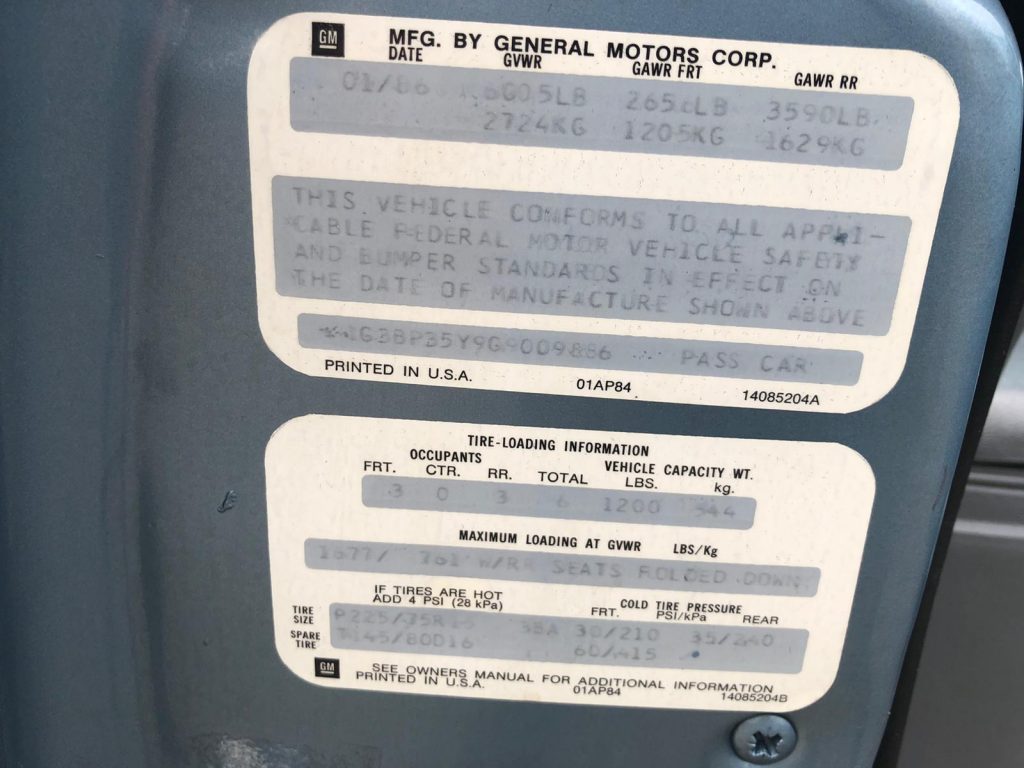 GM
MFG. BY GENERAL MOTORS CORP.
DATE GVWR GAWR FRT GAWR RR
01/86 6005LB 3590LB
2724KG 1205KG 1629KG
THIS VEHICLE CONFORMS TO ALL APPLI-
CABLE FEDERAL MOTOR VEHICLE SAFETY
AND BUMPER STANDARDS IN EFFECT ON
THE DATE OF MANUFACTURE SHOWN ABOVE
PASS CAR
PRINTED IN U.S.A. 01AP84 14085204A
TIRE-LOADING INFORMATION
OCCUPANTS VEHICLE CAPACITY WT.
FRT. CTR. RR. TOTAL LBS. kg.
3 0 3 6 1200 544
MAXIMUM LOADING AT GVWR LBS/Kg
W/RR SEATS FOLDED DOWN
IF TIRES ARE HOT
ADD 4 PSI (28 kPa) COLD TIRE PRESSURE
FRT. PSI/kPa REAR
TIRE SIZE 30/210 35/240
SPARE TIRE T145/80D16 60/415
GM
SEE OWNERS MANUAL FOR ADDITIONAL INFORMATION
PRINTED IN U.S.A. 01AP84 14085204B